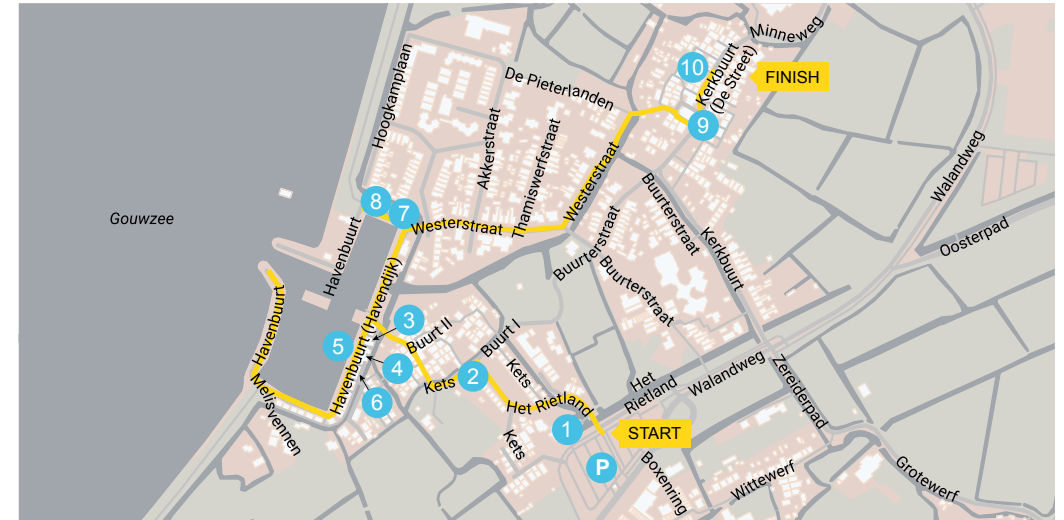 Minneweg
10
Kerkbuurt
(De Street)
FINISH
De Pieterlanden
Hoogkamplaan
9
Akkerstraat
Thamiswerfstraat
Westerstraat
Walandweg
8
7
Gouwzee
Westerstraat
Buurterstraat
Kerkbuurt
Oosterpad
Havenbuurt
Buurterstraat
Buurterstraat
Havenbuurt
Havenbuurt (Havendijk)
3
Buurt II
Buurt I
5
4
Kets
2
Kets
Het
Rietland
Walandweg
Zereiderpad
Melisvennen
6
Het Rietland
1
START
Kets
P
Boxenring
Wittewerf
Grotewerf